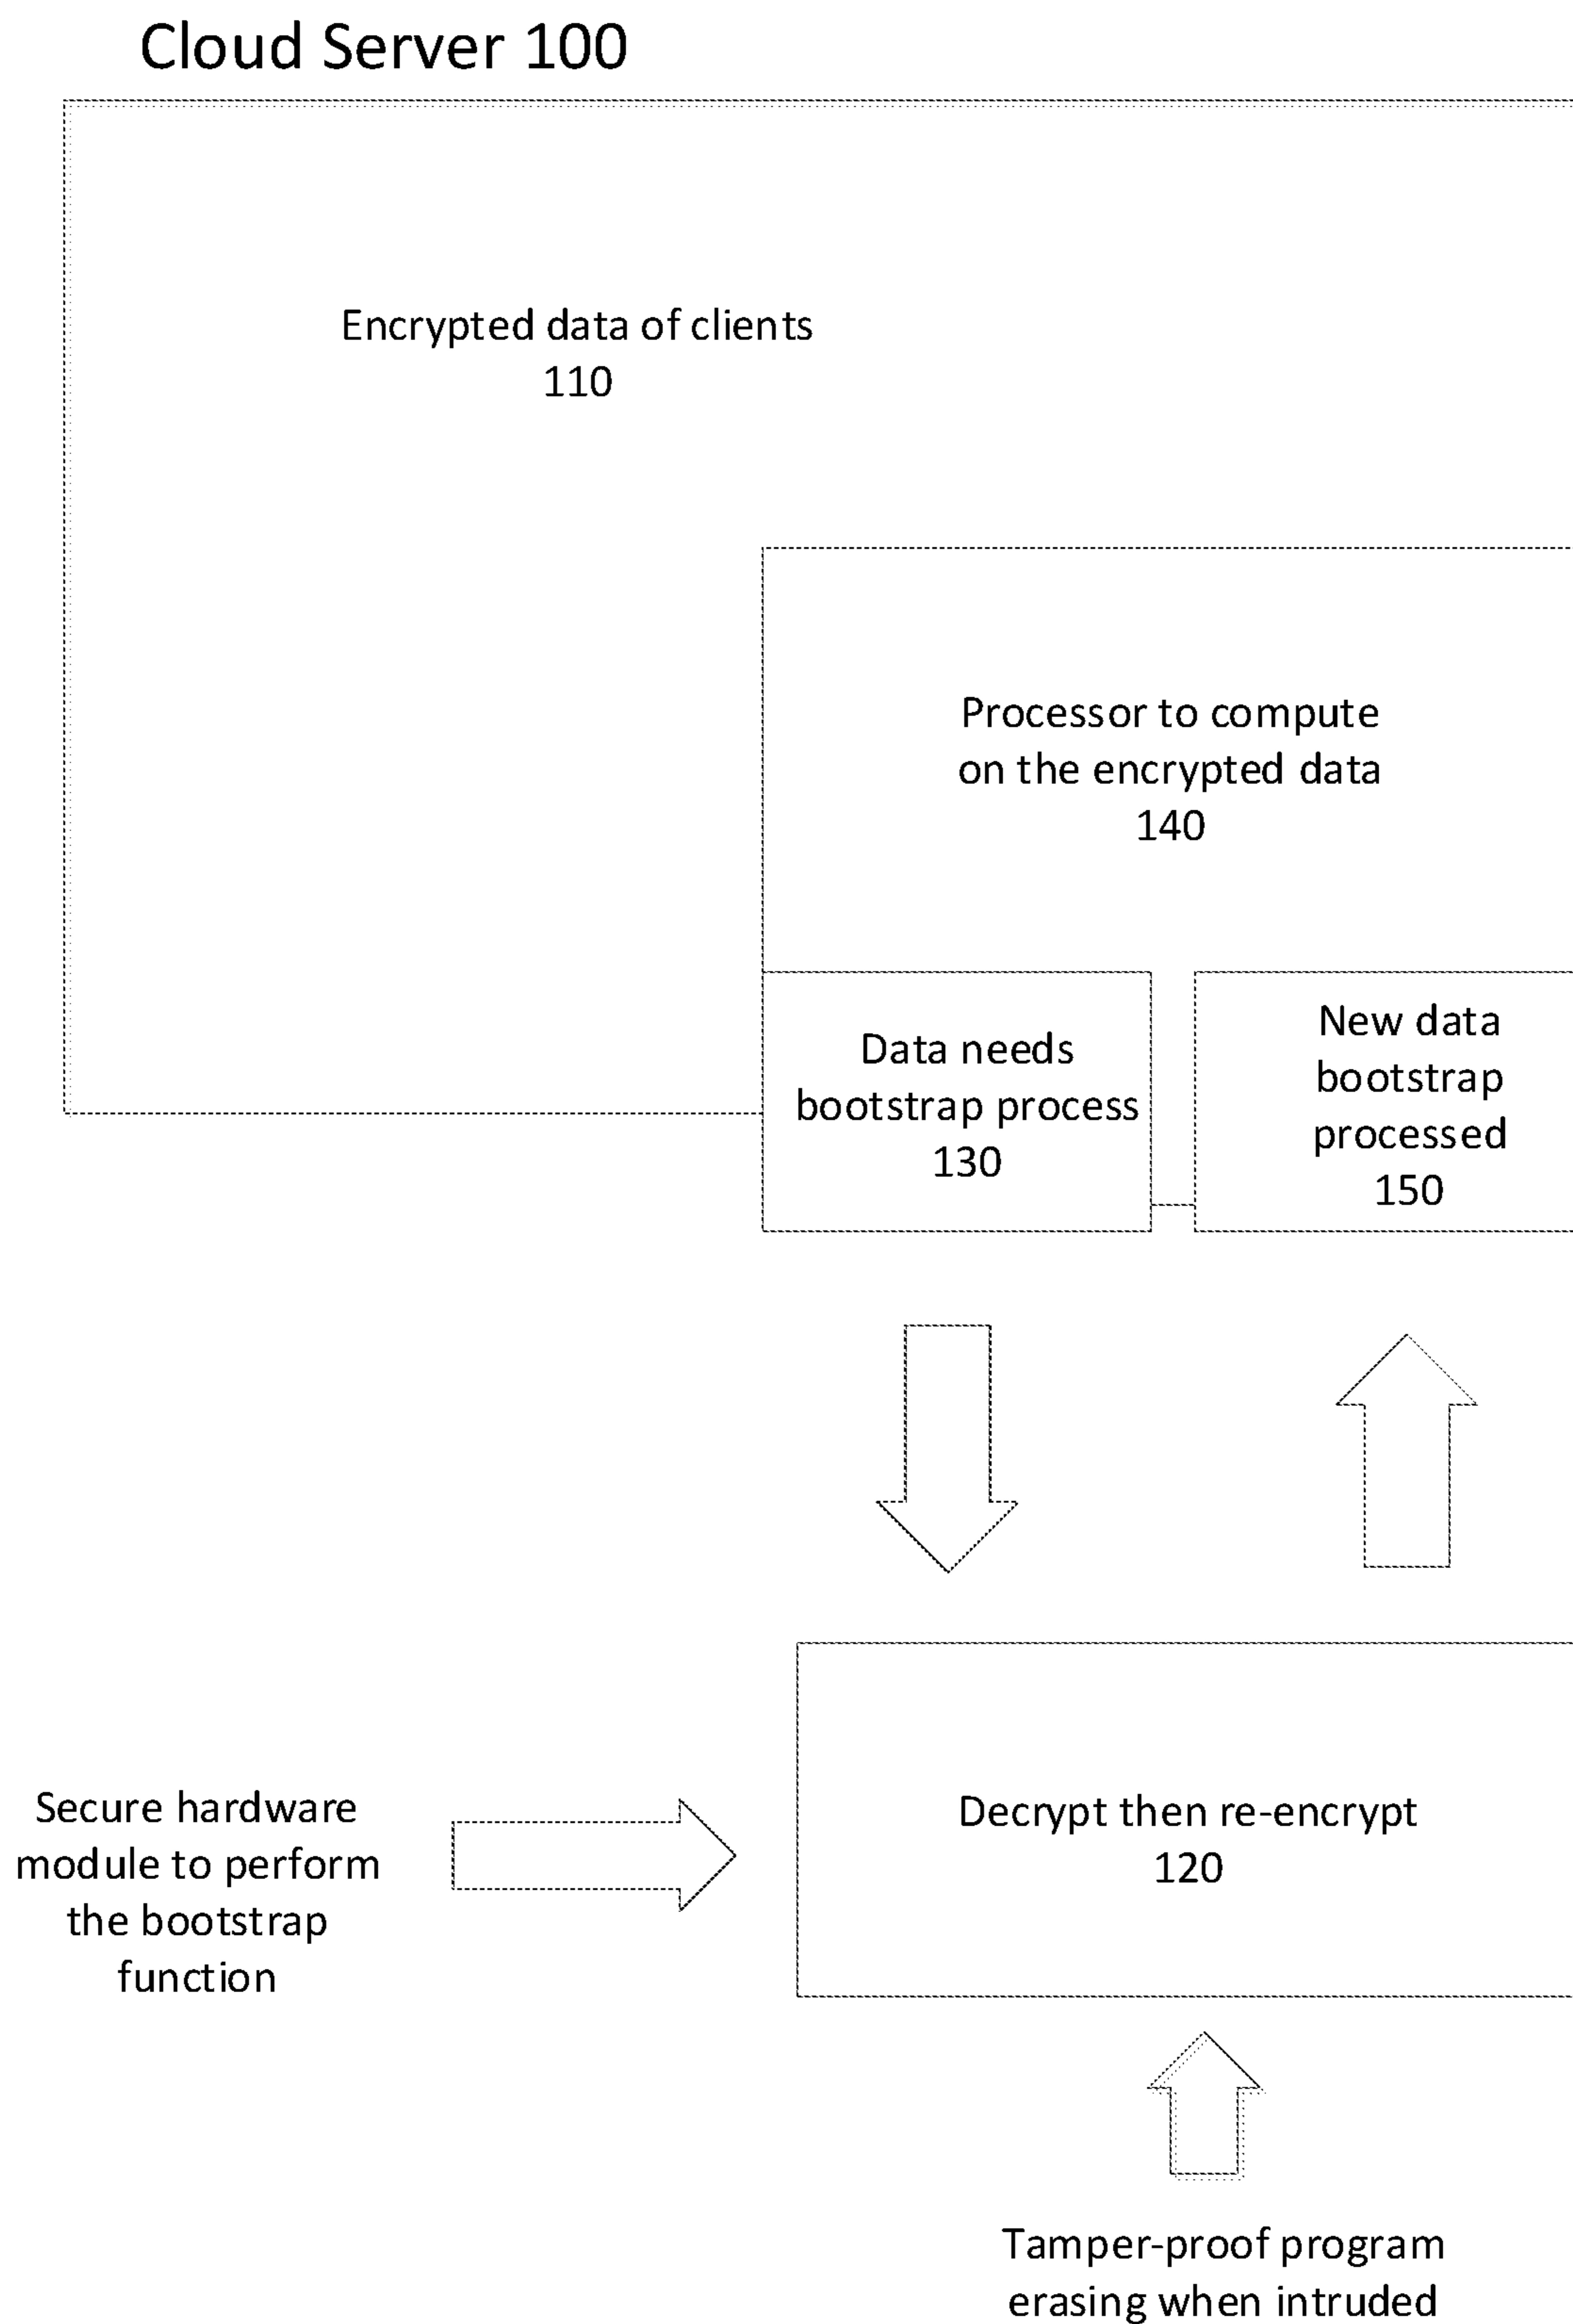 Cloud Server 100
Encrypted data of clients
110
Processor to compute
on the encrypted data
140
Data needs
bootstrap process
130
New data
bootstrap
processed
150
Secure hardware
module to perform
the bootstrap
function
Decrypt then re-encrypt
120
Tamper-proof program
erasing when intruded